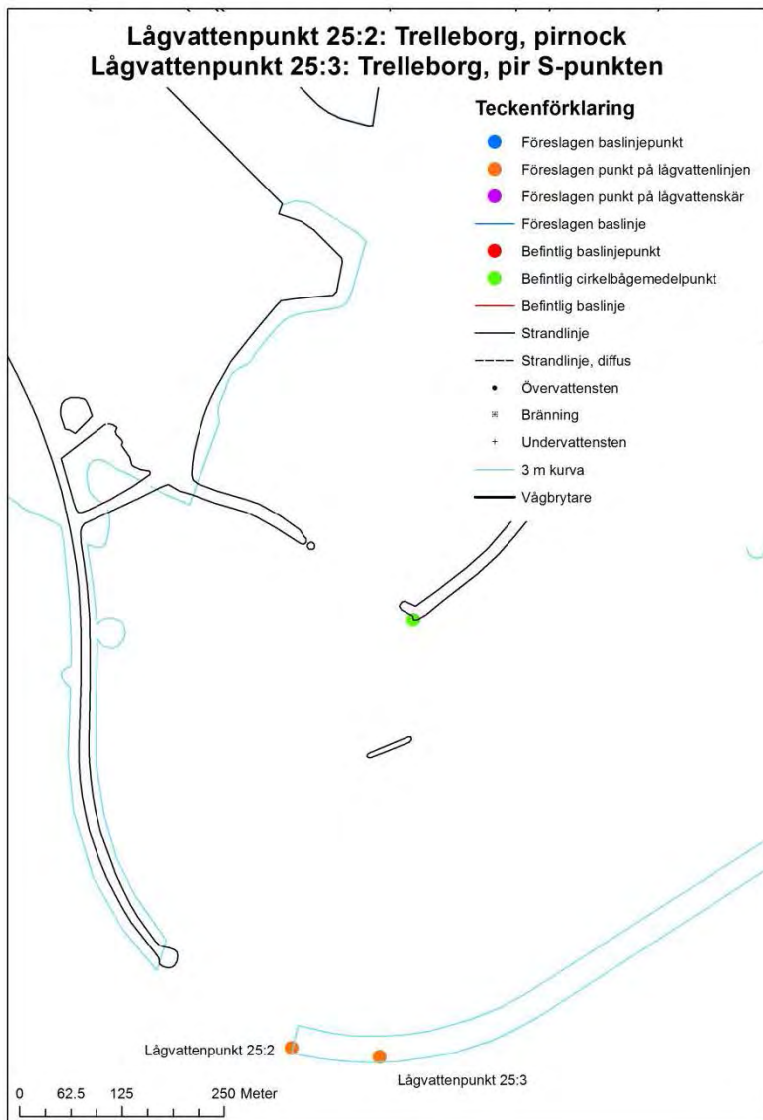 Lågvattenpunkt 25:2: Trelleborg, pirnock
Lågvattenpunkt 25:3: Trelleborg, pir S-punkten
Teckenförklaring
Föreslagen baslinjepunkt
Föreslagen punkt på lågvattenlinjen
Föreslagen punkt på lågvattenskär
Föreslagen baslinje
Befintlig baslinjepunkt
Befintlig cirkelbågemedelpunkt
Befintlig baslinje
Strandlinje
Strandlinje, diffus
Övervattensten
Bränning
Undervattensten
3 m kurva
Vågbrytare
Lågvattenpunkt 25:2
Lågvattenpunkt 25:3
0 62.5 125 250 Meter